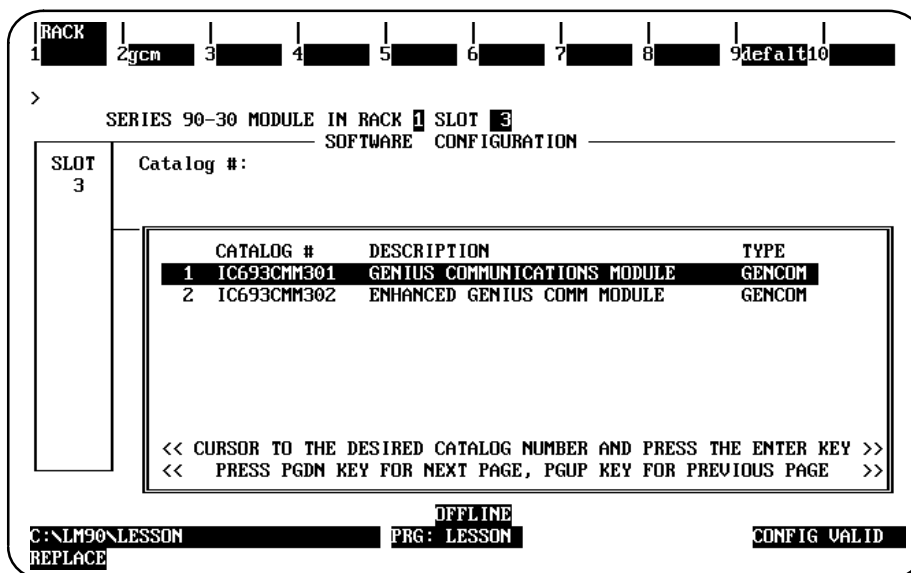 RACK
1 2gcm 3 4 5 6 7 8 9defalt10
>
SERIES 90-30 MODULE IN RACK 1 SLOT 3
SOFTWARE CONFIGURATION
SLOT Catalog #:
3
CATALOG # DESCRIPTION TYPE
1 IC693CMM301 GENIUS COMMUNICATIONS MODULE GENCOM
2 IC693CMM302 ENHANCED GENIUS COMM MODULE GENCOM
<< CURSOR TO THE DESIRED CATALOG NUMBER AND PRESS THE ENTER KEY >>
<< PRESS PGDN KEY FOR NEXT PAGE, PGUP KEY FOR PREVIOUS PAGE >>
OFFLINE
C:\LM90\LESSON PRG: LESSON CONFIG VALID
REPLACE